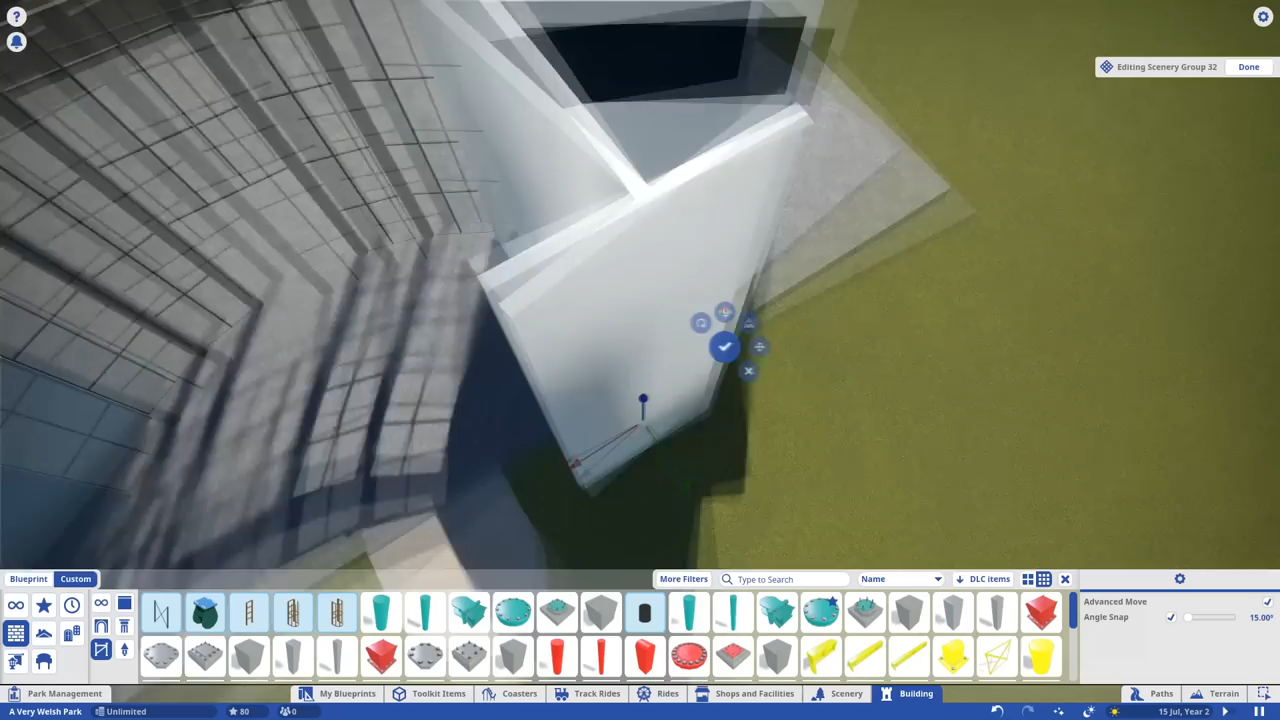 ?
Editing Scenery Group 32 Done
Blueprint Custom More Filters Type to Search Name DLC items
Advanced Move
Angle Snap 15.00°
Park Management My Blueprints Toolkit Items Coasters Track Rides Rides Shops and Facilities Scenery Building Paths Terrain
A Very Welsh Park Unlimited 80 0 15 Jul, Year 2